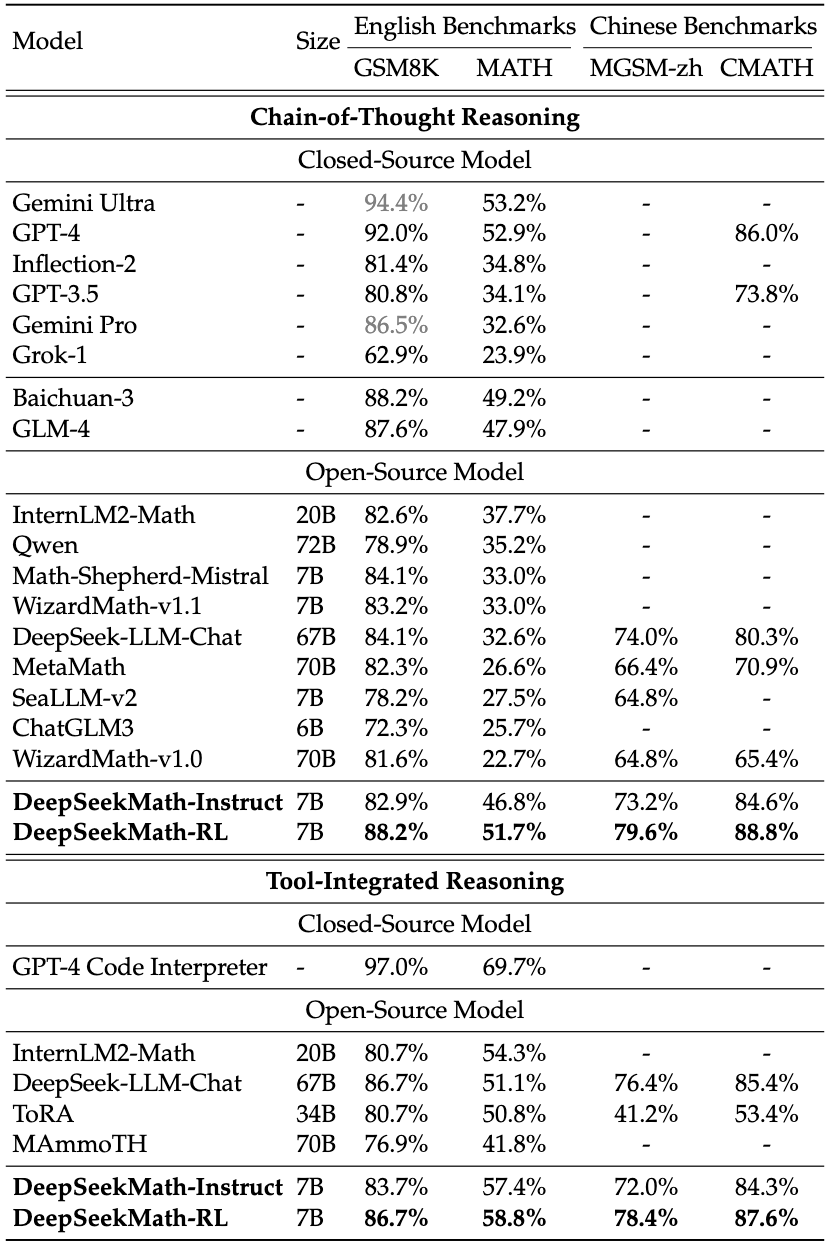 Model Size English Benchmarks Chinese Benchmarks
GSM8K MATH MGSM-zh CMATH
Chain-of-Thought Reasoning
Closed-Source Model
Gemini Ultra - 94.4% 53.2% - -
GPT-4 - 92.0% 52.9% - 86.0%
Inflection-2 - 81.4% 34.8% - -
GPT-3.5 - 80.8% 34.1% - 73.8%
Gemini Pro - 86.5% 32.6% - -
Grok-1 - 62.9% 23.9% - -
Baichuan-3 - 88.2% 49.2% - -
GLM-4 - 87.6% 47.9% - -
Open-Source Model
InternLM2-Math 20B 82.6% 37.7% - -
Qwen 72B 78.9% 35.2% - -
Math-Shepherd-Mistral 7B 84.1% 33.0% - -
WizardMath-v1.1 7B 83.2% 33.0% - -
DeepSeek-LLM-Chat 67B 84.1% 32.6% 74.0% 80.3%
MetaMath 70B 82.3% 26.6% 66.4% 70.9%
SeaLLM-v2 7B 78.2% 27.5% 64.8% -
ChatGLM3 6B 72.3% 25.7% - -
WizardMath-v1.0 70B 81.6% 22.7% 64.8% 65.4%
DeepSeekMath-Instruct 7B 82.9% 46.8% 73.2% 84.6%
DeepSeekMath-RL 7B 88.2% 51.7% 79.6% 88.8%
Tool-Integrated Reasoning
Closed-Source Model
GPT-4 Code Interpreter - 97.0% 69.7% - -
Open-Source Model
InternLM2-Math 20B 80.7% 54.3% - -
DeepSeek-LLM-Chat 67B 86.7% 51.1% 76.4% 85.4%
ToRA 34B 80.7% 50.8% 41.2% 53.4%
MAmmoTH 70B 76.9% 41.8% - -
DeepSeekMath-Instruct 7B 83.7% 57.4% 72.0% 84.3%
DeepSeekMath-RL 7B 86.7% 58.8% 78.4% 87.6%